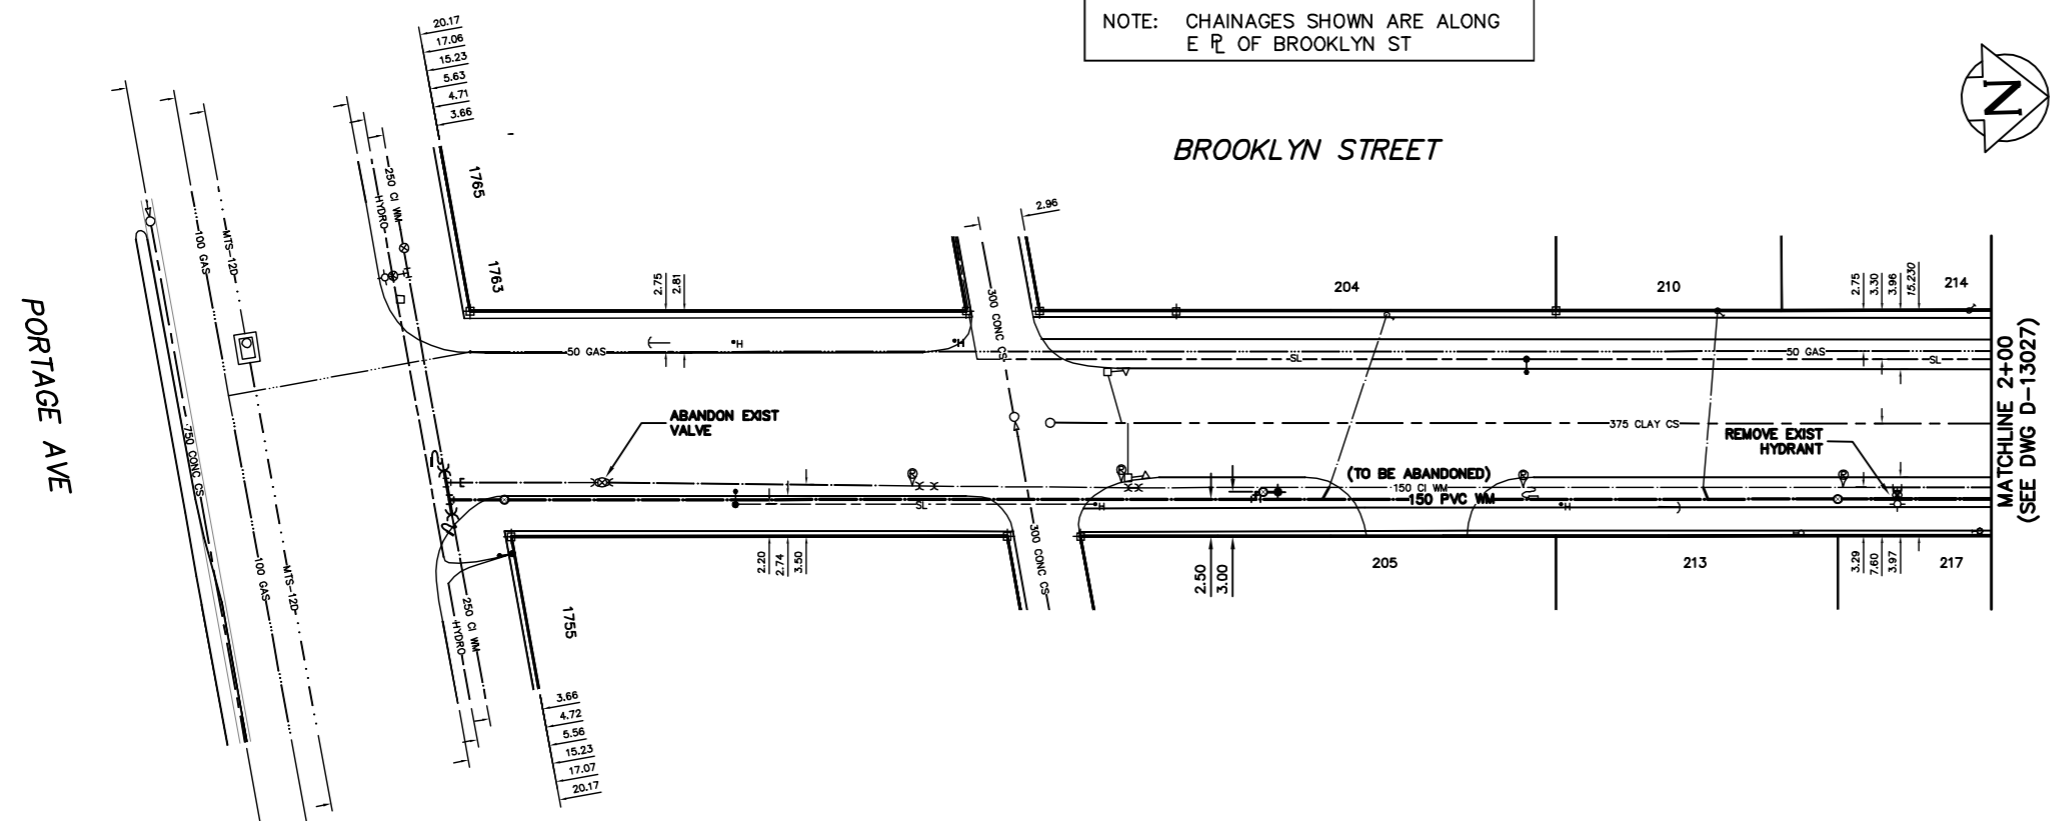 NOTE: CHAINAGES SHOWN ARE ALONG
E PL OF BROOKLYN ST
N
BROOKLYN STREET
PORTAGE AVE
20.17
17.06
15.23
5.63
4.71
3.66
1765
1763
250 CI WM
HYDRO
100 GAS
MTS-12D
750 CONC CS
100 GAS
MTS-12D
2.75
2.81
50 GAS
H
H
2.96
300 CONC CS
204
210
214
2.75
3.30
3.96
15.230
SL
50 GAS
SL
375 CLAY CS
MATCHLINE 2+00
(SEE DWG D-13027)
ABANDON EXIST
VALVE
REMOVE EXIST
HYDRANT
(TO BE ABANDONED)
150 CI WM
150 PVC WM
SL
H
H
300 CONC CS
2.20
2.74
3.50
2.50
3.00
205
213
217
3.29
7.60
3.97
250 CI WM
HYDRO
1755
3.66
4.72
5.56
15.23
17.07
20.17